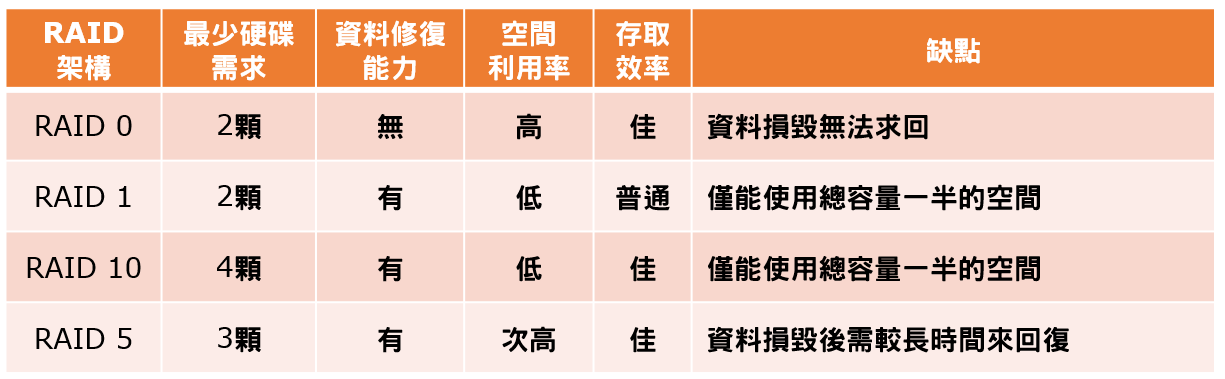 RAID 架構 最少硬碟 需求 資料修復 能力 空間 利用率 存取 效率 缺點
RAID 0 2顆 無 高 佳 資料損毀無法求回
RAID 1 2顆 有 低 普通 僅能使用總容量一半的空間
RAID 10 4顆 有 低 佳 僅能使用總容量一半的空間
RAID 5 3顆 有 次高 佳 資料損毀後需較長時間來回復